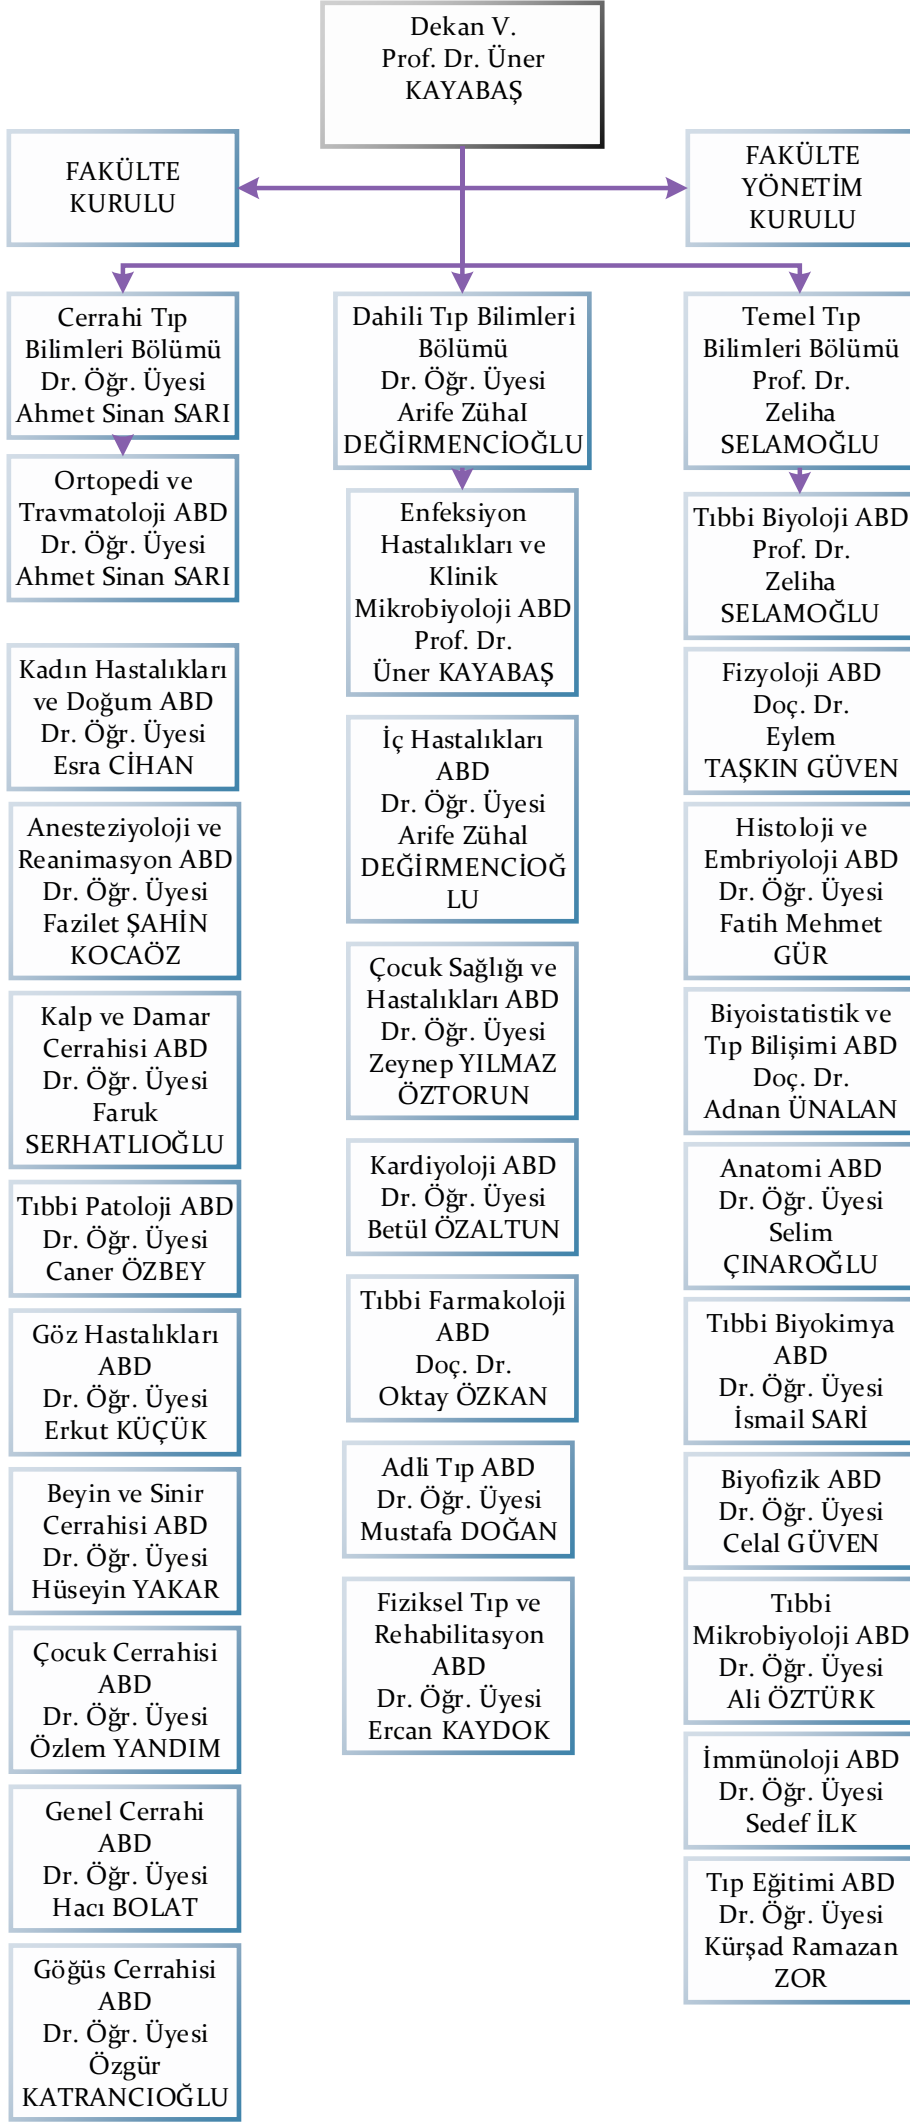 Dekan V.
Prof. Dr. Üner
KAYABAŞ
FAKÜLTE
KURULU
FAKÜLTE
YÖNETİM
KURULU
Cerrahi Tıp
Bilimleri Bölümü
Dr. Öğr. Üyesi
Ahmet Sinan SARI
Ortopedi ve
Travmatoloji ABD
Dr. Öğr. Üyesi
Ahmet Sinan SARI
Kadın Hastalıkları
ve Doğum ABD
Dr. Öğr. Üyesi
Esra CİHAN
Anesteziyoloji ve
Reanimasyon ABD
Dr. Öğr. Üyesi
Fazilet ŞAHİN
KOCAÖZ
Kalp ve Damar
Cerrahisi ABD
Dr. Öğr. Üyesi
Faruk
SERHATLIOĞLU
Tıbbi Patoloji ABD
Dr. Öğr. Üyesi
Caner ÖZBEY
Göz Hastalıkları
ABD
Dr. Öğr. Üyesi
Erkut KÜÇÜK
Beyin ve Sinir
Cerrahisi ABD
Dr. Öğr. Üyesi
Hüseyin YAKAR
Çocuk Cerrahisi
ABD
Dr. Öğr. Üyesi
Özlem YANDIM
Genel Cerrahi
ABD
Dr. Öğr. Üyesi
Hacı BOLAT
Göğüs Cerrahisi
ABD
Dr. Öğr. Üyesi
Özgür
KATRANCIOĞLU
Dahili Tıp Bilimleri
Bölümü
Dr. Öğr. Üyesi
Arife Zühal
DEĞİRMENCİOĞLU
Enfeksiyon
Hastalıkları ve
Klinik
Mikrobiyoloji ABD
Prof. Dr.
Üner KAYABAŞ
İç Hastalıkları
ABD
Dr. Öğr. Üyesi
Arife Zühal
DEĞİRMENCİOĞ
LU
Çocuk Sağlığı ve
Hastalıkları ABD
Dr. Öğr. Üyesi
Zeynep YILMAZ
ÖZTORUN
Kardiyoloji ABD
Dr. Öğr. Üyesi
Betül ÖZALTUN
Tıbbi Farmakoloji
ABD
Doç. Dr.
Oktay ÖZKAN
Adli Tıp ABD
Dr. Öğr. Üyesi
Mustafa DOĞAN
Fiziksel Tıp ve
Rehabilitasyon
ABD
Dr. Öğr. Üyesi
Ercan KAYDOK
Temel Tıp
Bilimleri Bölümü
Prof. Dr.
Zeliha
SELAMOĞLU
Tıbbi Biyoloji ABD
Prof. Dr.
Zeliha
SELAMOĞLU
Fizyoloji ABD
Doç. Dr.
Eylem
TAŞKIN GÜVEN
Histoloji ve
Embriyoloji ABD
Dr. Öğr. Üyesi
Fatih Mehmet
GÜR
Biyoistatistik ve
Tıp Bilişimi ABD
Doç. Dr.
Adnan ÜNALAN
Anatomi ABD
Dr. Öğr. Üyesi
Selim
ÇINAROĞLU
Tıbbi Biyokimya
ABD
Dr. Öğr. Üyesi
İsmail SARİ
Biyofizik ABD
Dr. Öğr. Üyesi
Celal GÜVEN
Tıbbi
Mikrobiyoloji ABD
Dr. Öğr. Üyesi
Ali ÖZTÜRK
İmmünoloji ABD
Dr. Öğr. Üyesi
Sedef İLK
Tıp Eğitimi ABD
Dr. Öğr. Üyesi
Kürşad Ramazan
ZOR